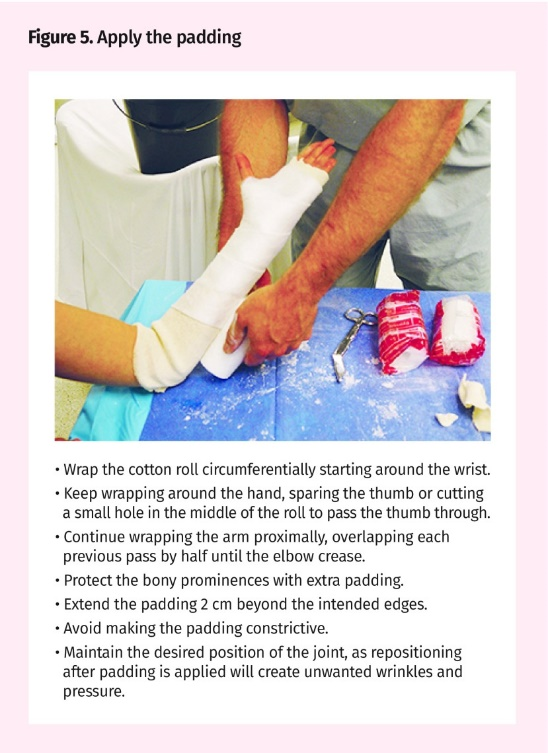 Figure 5. Apply the padding
• Wrap the cotton roll circumferentially starting around the wrist.
• Keep wrapping around the hand, sparing the thumb or cutting
a small hole in the middle of the roll to pass the thumb through.
• Continue wrapping the arm proximally, overlapping each
previous pass by half until the elbow crease.
• Protect the bony prominences with extra padding.
• Extend the padding 2 cm beyond the intended edges.
• Avoid making the padding constrictive.
• Maintain the desired position of the joint, as repositioning
after padding is applied will create unwanted wrinkles and
pressure.